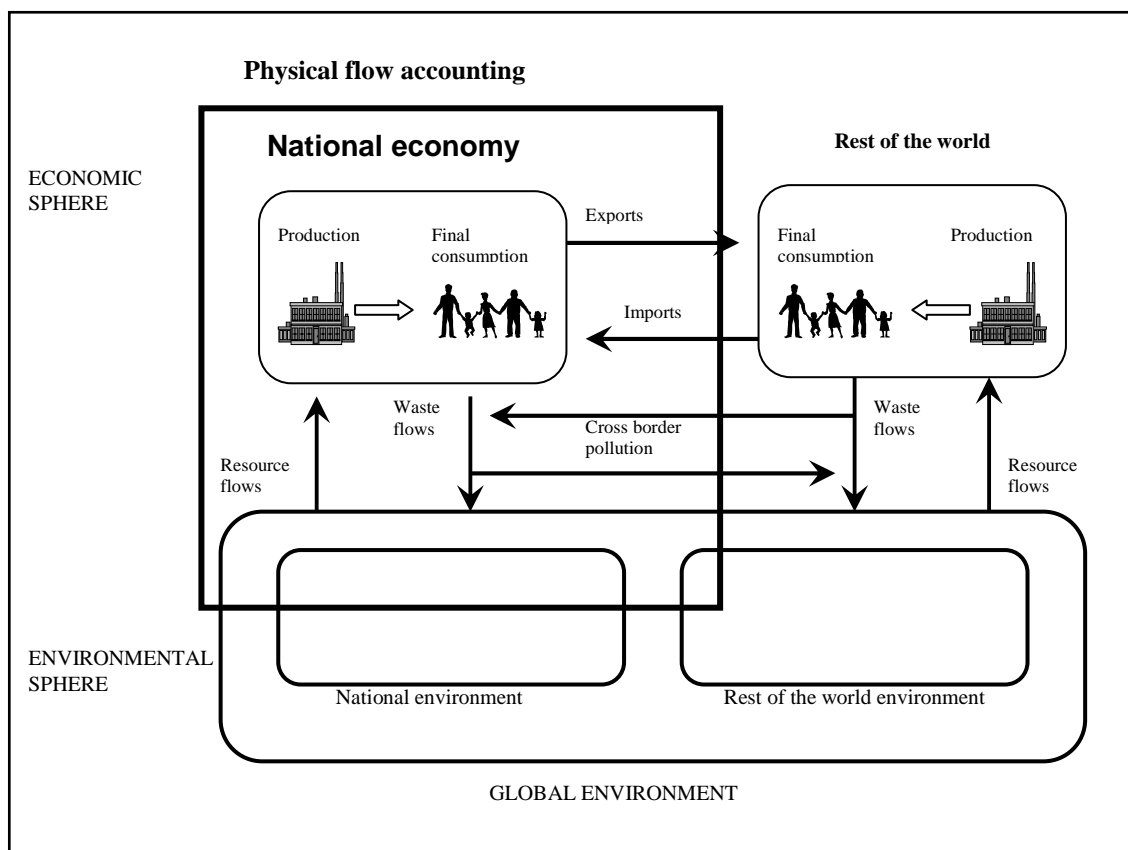 Physical flow accounting
National economy
Rest of the world
ECONOMIC
SPHERE
Production
Final
consumption
Exports
Final
consumption
Production
Imports
Waste
flows
Cross border
pollution
Waste
flows
Resource
flows
Resource
flows
ENVIRONMENTAL
SPHERE
National environment
Rest of the world environment
GLOBAL ENVIRONMENT